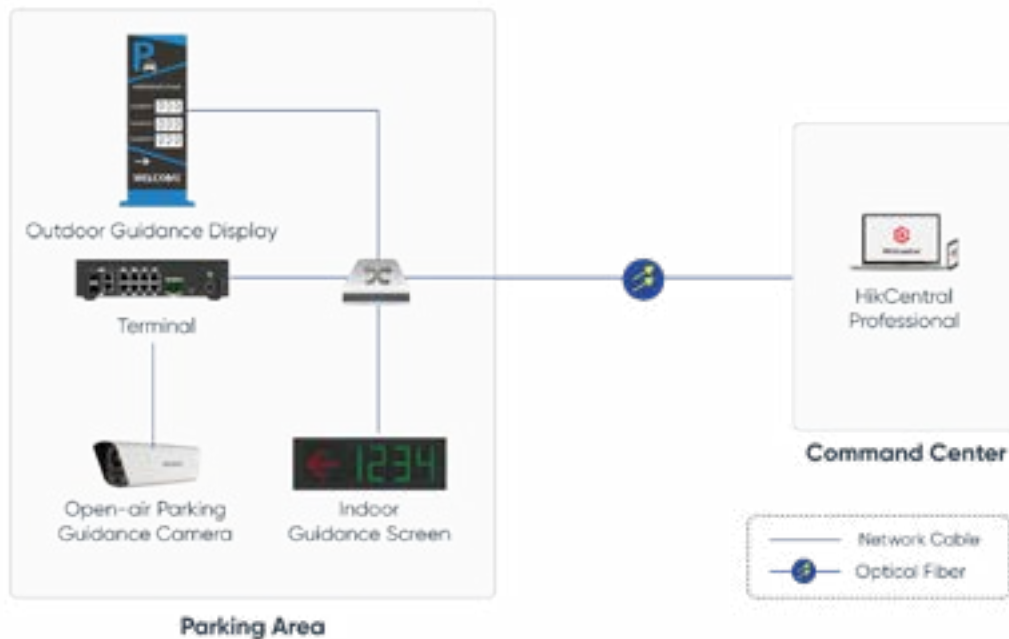 P
WELCOME
Outdoor Guidance Display
Terminal
Open-air Parking
Guidance Camera
1234
Indoor
Guidance Screen
Parking Area
HikCentral
Professional
Command Center
Network Cable
Optical Fiber